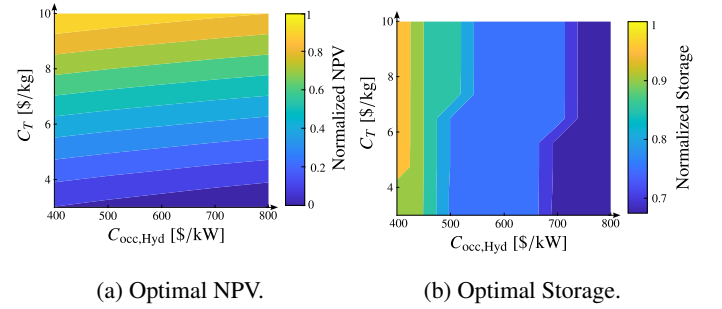 10
8
6
4
C_T [$/kg]
400 500 600 700 800
C_occ,Hyd [$/kW]
1
0.8
0.6
0.4
0.2
0
Normalized NPV
(a) Optimal NPV.
10
8
6
4
C_T [$/kg]
400 500 600 700 800
C_occ,Hyd [$/kW]
1
0.9
0.8
0.7
Normalized Storage
(b) Optimal Storage.